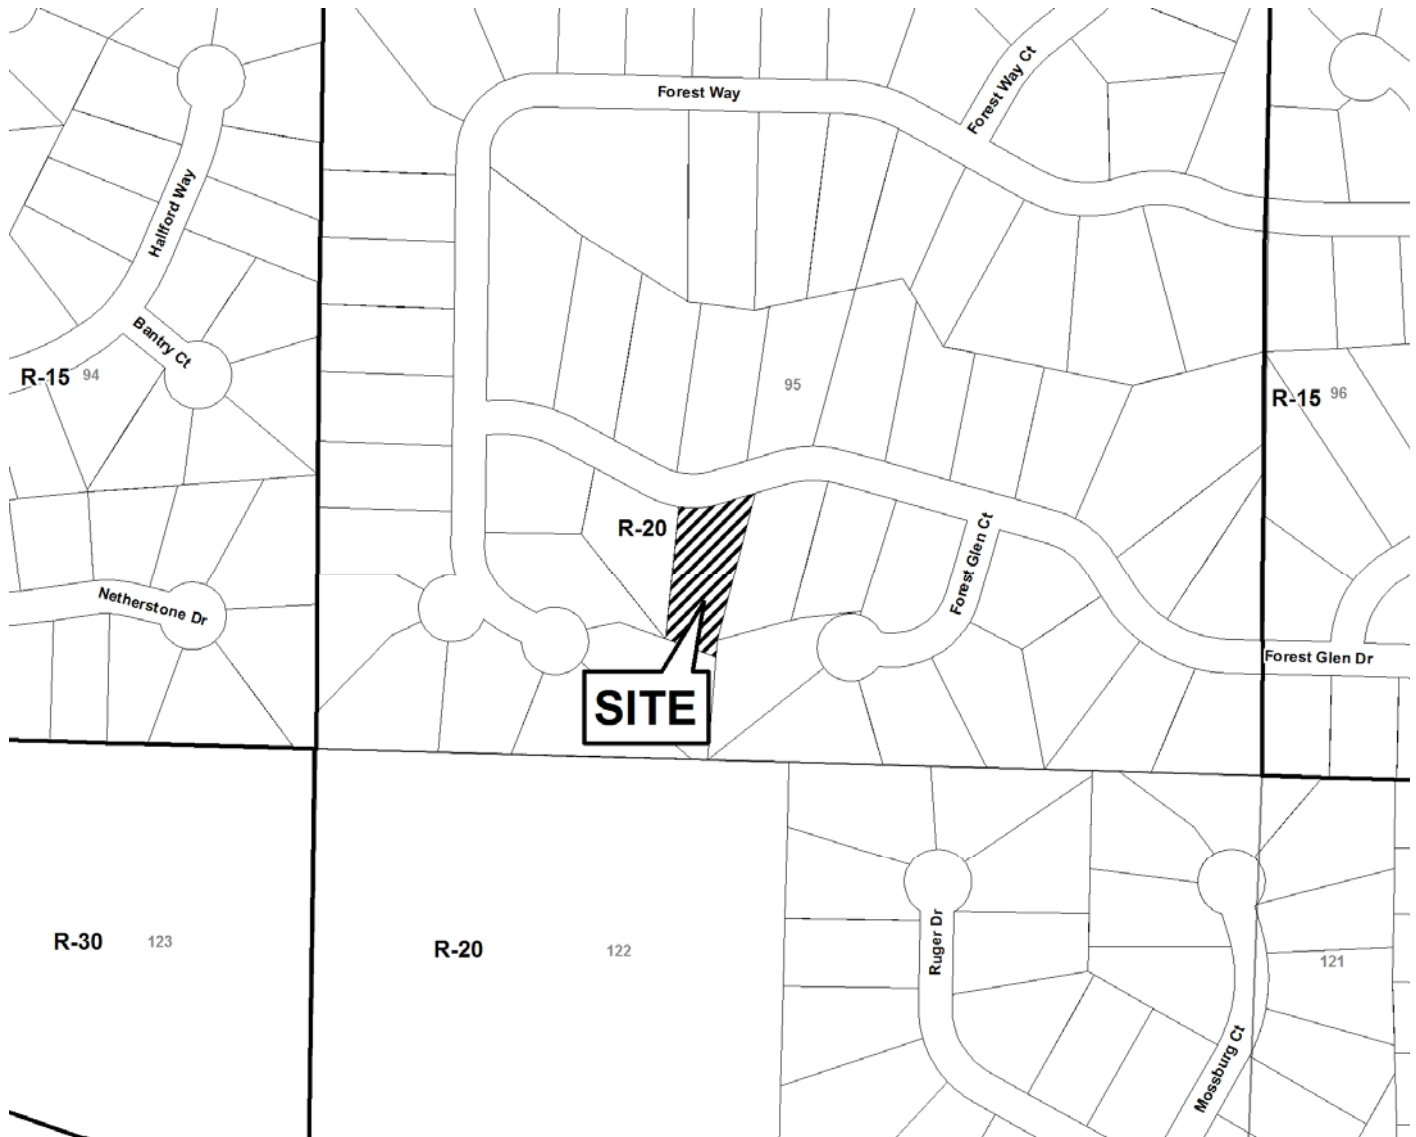 Forest Way
Forest Way Ct
Hallford Way
Bantry Ct
R-15 94
95
R-15 96
R-20
Forest Glen Ct
Netherstone Dr
Forest Glen Dr
SITE
R-30 123
R-20 122
Ruger Dr
121
Mossburg Ct